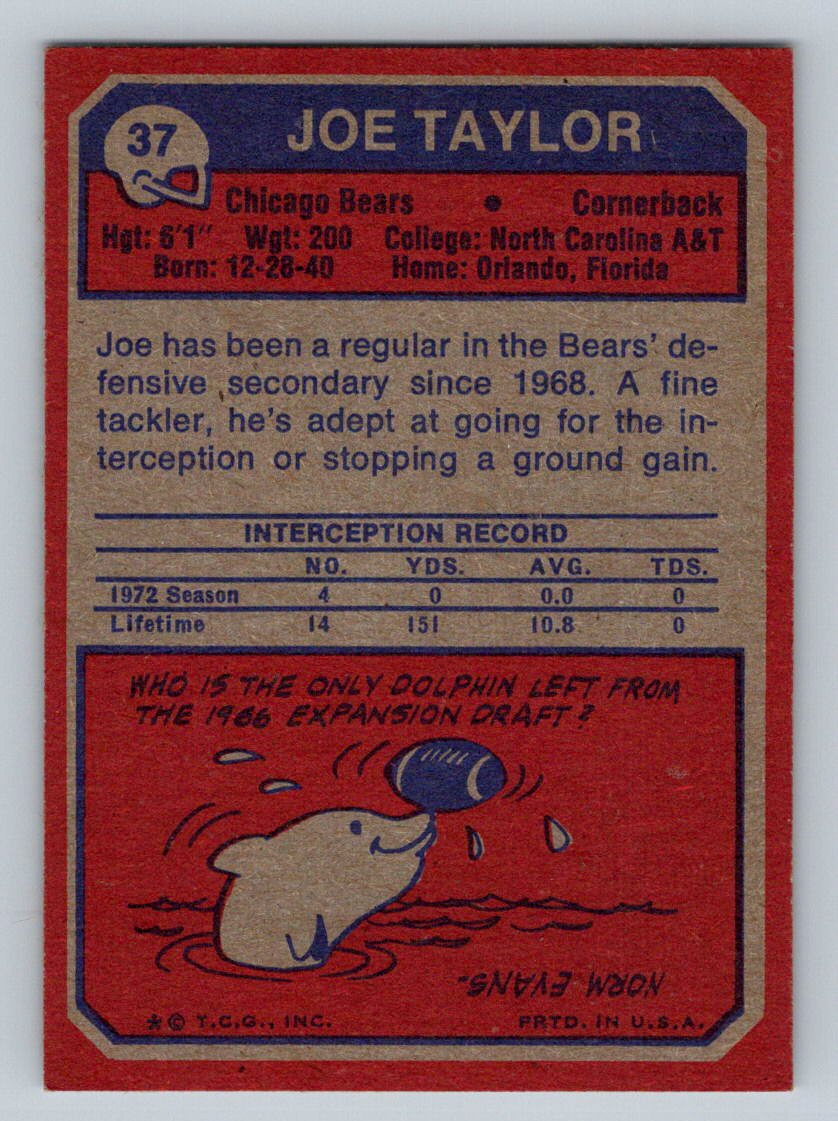 37
JOE TAYLOR
Chicago Bears • Cornerback
Hgt: 6'1" Wgt: 200 College: North Carolina A&T
Born: 12-28-40 Home: Orlando, Florida
Joe has been a regular in the Bears' de-
fensive secondary since 1968. A fine
tackler, he's adept at going for the in-
terception or stopping a ground gain.
INTERCEPTION RECORD
NO. YDS. AVG. TDS.
1972 Season 4 0 0.0 0
Lifetime 14 151 10.8 0
WHO IS THE ONLY DOLPHIN LEFT FROM
THE 1966 EXPANSION DRAFT?
NORM EVANS.
* © T.C.G., INC. PRTD. IN U.S.A.